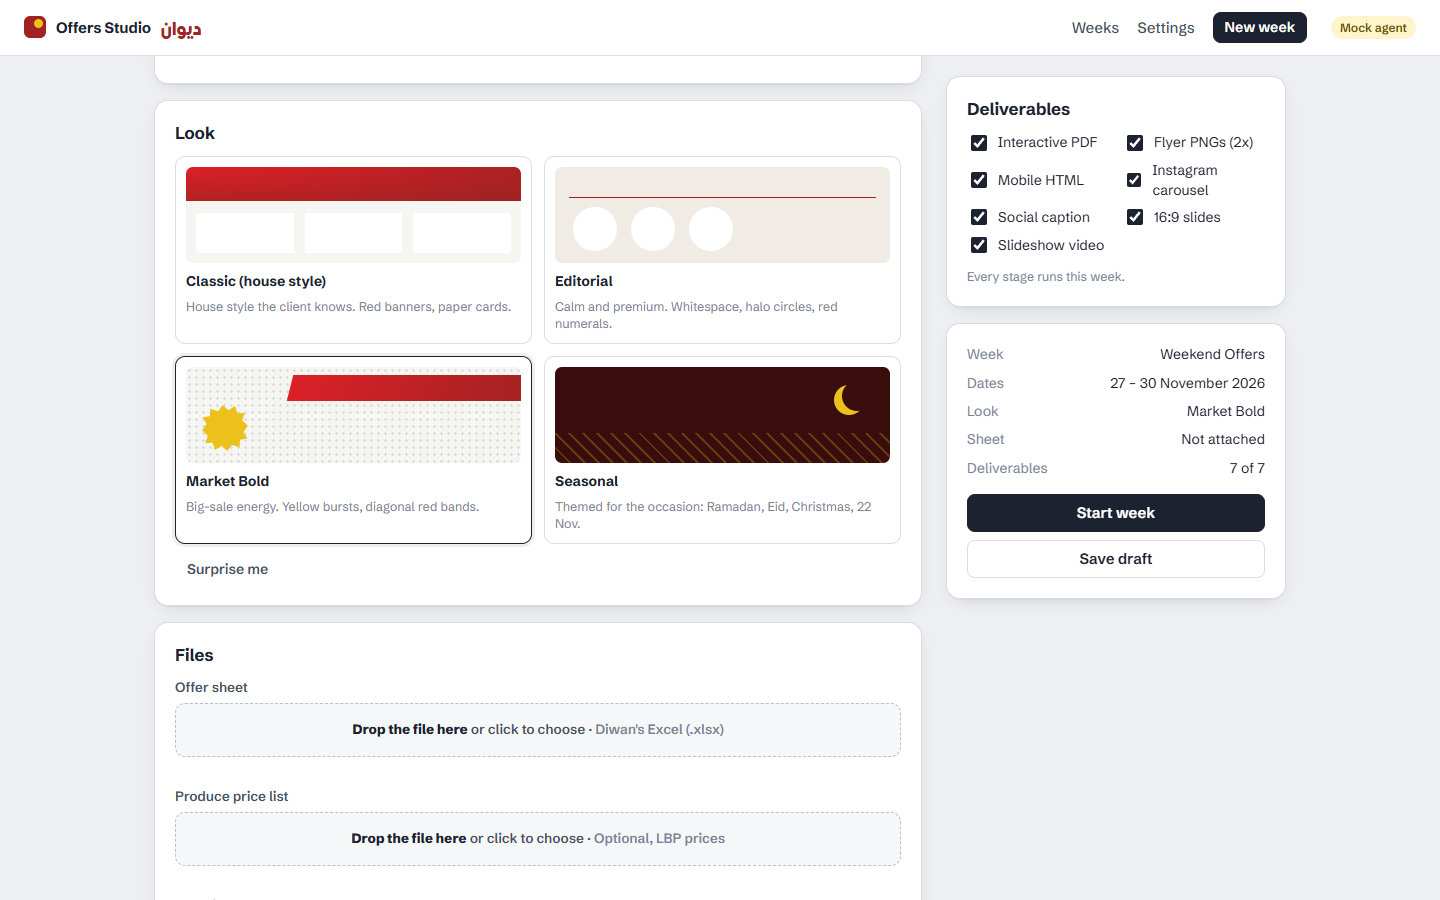 Offers Studio ديوان
Weeks Settings New week Mock agent
Look
Classic (house style)
House style the client knows. Red banners, paper cards.
Editorial
Calm and premium. Whitespace, halo circles, red
numerals.
Market Bold
Big-sale energy. Yellow bursts, diagonal red bands.
Seasonal
Themed for the occasion: Ramadan, Eid, Christmas, 22
Nov.
Surprise me
Files
Offer sheet
Drop the file here or click to choose · Diwan's Excel (.xlsx)
Produce price list
Drop the file here or click to choose · Optional, LBP prices
Deliverables
Interactive PDF
Flyer PNGs (2x)
Mobile HTML
Instagram
carousel
Social caption
16:9 slides
Slideshow video
Every stage runs this week.
Week Weekend Offers
Dates 27 – 30 November 2026
Look Market Bold
Sheet Not attached
Deliverables 7 of 7
Start week
Save draft